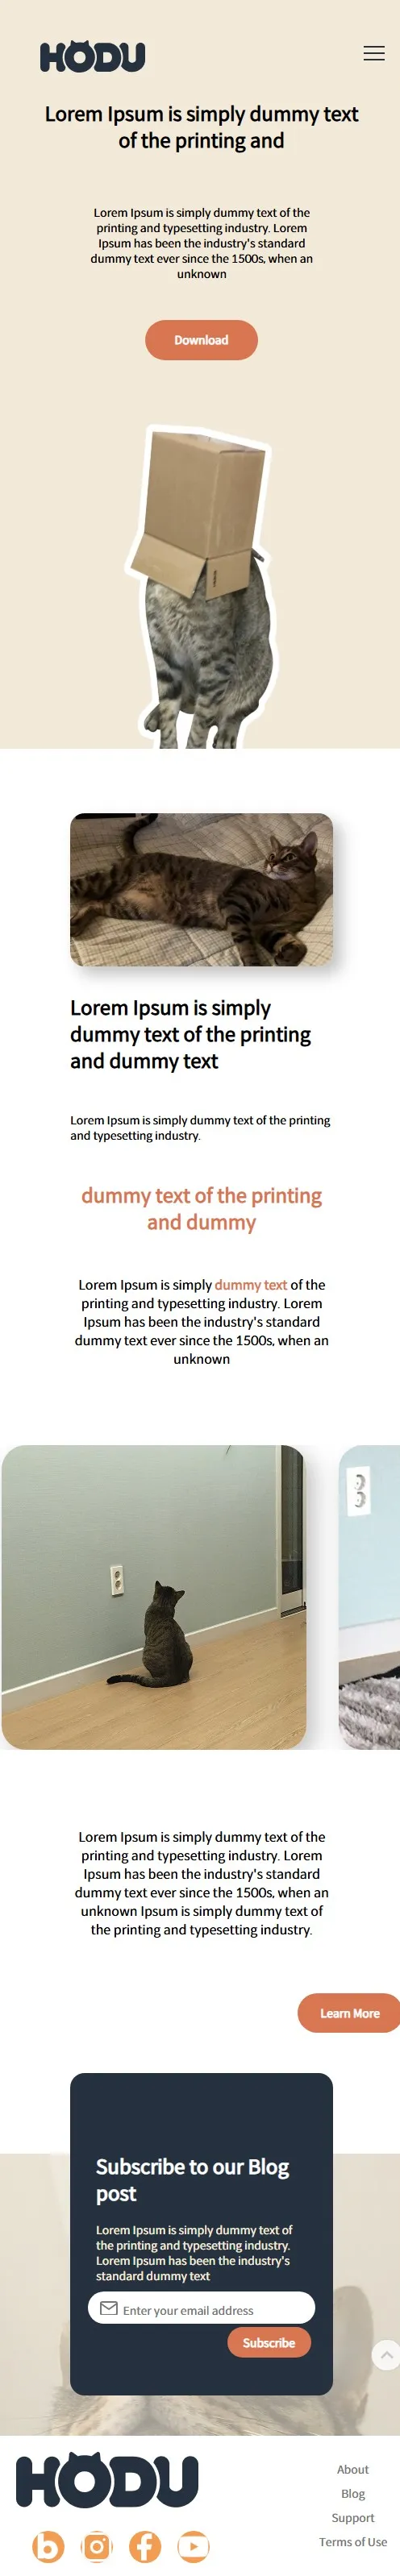 HODU
Lorem Ipsum is simply dummy text
of the printing and
Lorem Ipsum is simply dummy text of the
printing and typesetting industry. Lorem
Ipsum has been the industry's standard
dummy text ever since the 1500s, when an
unknown
Download
Lorem Ipsum is simply
dummy text of the printing
and dummy text
Lorem Ipsum is simply dummy text of the printing
and typesetting industry.
dummy text of the printing
and dummy
Lorem Ipsum is simply dummy text of the
printing and typesetting industry. Lorem
Ipsum has been the industry's standard
dummy text ever since the 1500s, when an
unknown
Lorem Ipsum is simply dummy text of the
printing and typesetting industry. Lorem
Ipsum has been the industry's standard
dummy text ever since the 1500s, when an
unknown Ipsum is simply dummy text of
the printing and typesetting industry.
Learn More
Subscribe to our Blog
post
Lorem Ipsum is simply dummy text of
the printing and typesetting industry.
Lorem Ipsum has been the industry's
standard dummy text
Enter your email address
Subscribe
HODU
About
Blog
Support
Terms of Use